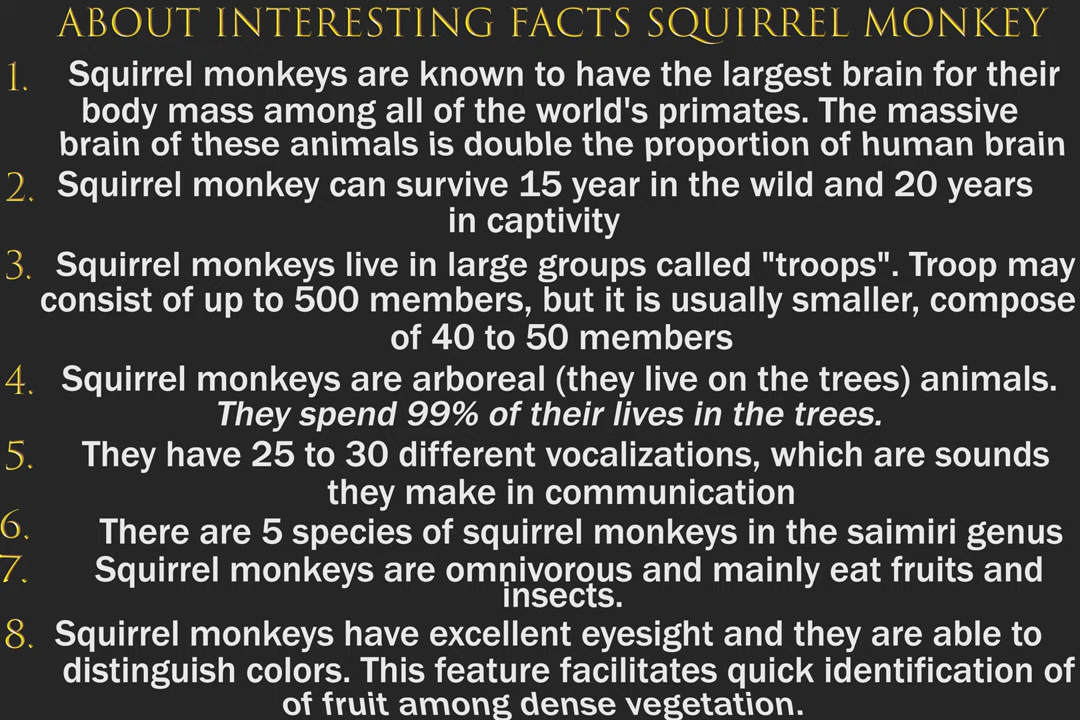 ABOUT INTERESTING FACTS SQUIRREL MONKEY
1. Squirrel monkeys are known to have the largest brain for their
body mass among all of the world's primates. The massive
brain of these animals is double the proportion of human brain
2. Squirrel monkey can survive 15 year in the wild and 20 years
in captivity
3. Squirrel monkeys live in large groups called "troops". Troop may
consist of up to 500 members, but it is usually smaller, compose
of 40 to 50 members
4. Squirrel monkeys are arboreal (they live on the trees) animals.
They spend 99% of their lives in the trees.
5. They have 25 to 30 different vocalizations, which are sounds
they make in communication
6. There are 5 species of squirrel monkeys in the saimiri genus
7. Squirrel monkeys are omnivorous and mainly eat fruits and
insects.
8. Squirrel monkeys have excellent eyesight and they are able to
distinguish colors. This feature facilitates quick identification of
of fruit among dense vegetation.